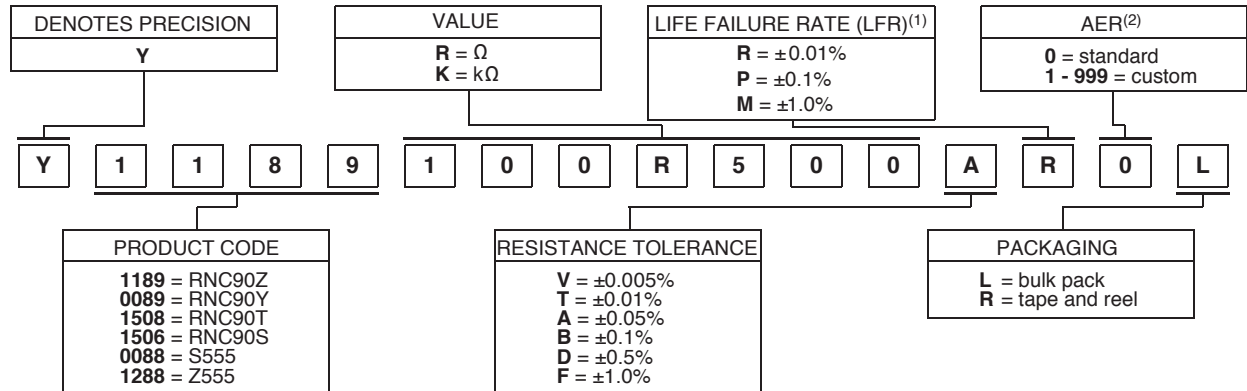 DENOTES PRECISION
Y
VALUE
R = Ω
K = kΩ
LIFE FAILURE RATE (LFR)(1)
R = ±0.01%
P = ±0.1%
M = ±1.0%
AER(2)
0 = standard
1 - 999 = custom
Y 1 1 8 9 1 0 0 R 5 0 0 A R 0 L
PRODUCT CODE
1189 = RNC90Z
0089 = RNC90Y
1508 = RNC90T
1506 = RNC90S
0088 = S555
1288 = Z555
RESISTANCE TOLERANCE
V = ±0.005%
T = ±0.01%
A = ±0.05%
B = ±0.1%
D = ±0.5%
F = ±1.0%
PACKAGING
L = bulk pack
R = tape and reel